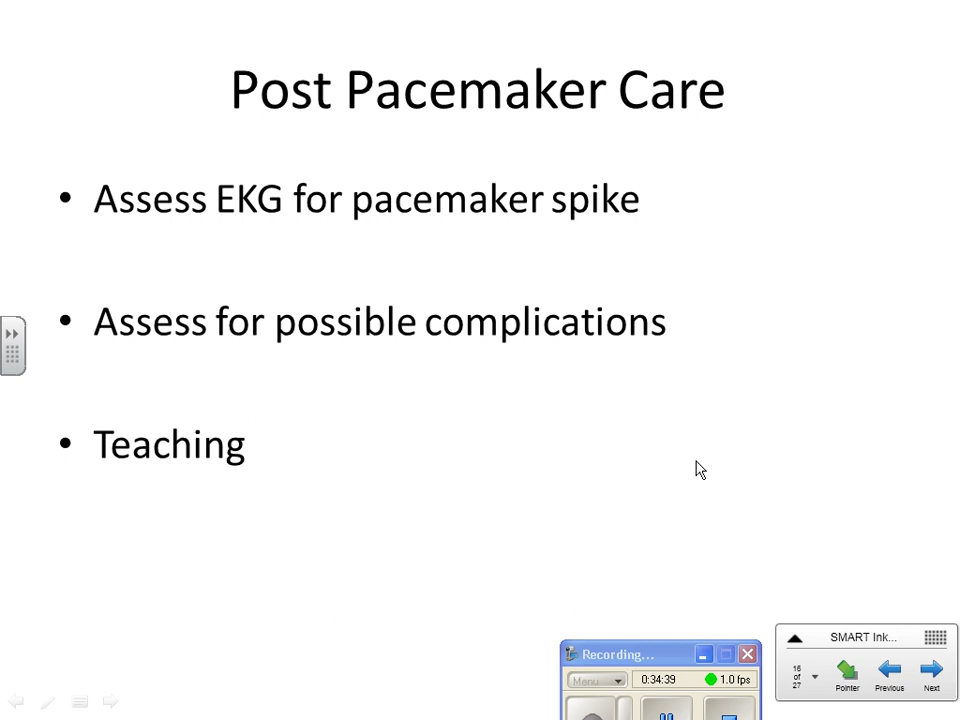 Post Pacemaker Care
• Assess EKG for pacemaker spike
• Assess for possible complications
• Teaching
SMART Ink...
16
of
27
Pointer
Previous
Next
Recording...
Menu
0:34:39
1.0 fps